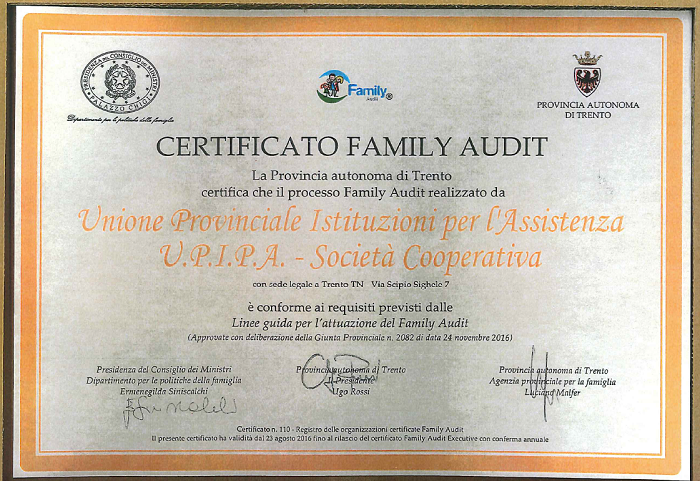 PRESIDENZA DEL CONSIGLIO DEI MINISTRI
PALAZZO CHIGI
Dipartimento per le politiche della famiglia
Family
Audit
®
PROVINCIA AUTONOMA
DI TRENTO
CERTIFICATO FAMILY AUDIT
La Provincia autonoma di Trento
certifica che il processo Family Audit realizzato da
Unione Provinciale Istituzioni per l'Assistenza
U.P.I.P.A. - Società Cooperativa
con sede legale a Trento TN - Via Scipio Sighele 7
è conforme ai requisiti previsti dalle
Linee guida per l'attuazione del Family Audit
(Approvate con deliberazione della Giunta Provinciale n. 2082 di data 24 novembre 2016)
Presidenza del Consiglio dei Ministri
Dipartimento per le politiche della famiglia
Ermenegilda Siniscalchi
Provincia autonoma di Trento
Il Presidente
Ugo Rossi
Provincia autonoma di Trento
Agenzia provinciale per la famiglia
Luciano Malfer
Certificato n. 110 - Registro delle organizzazioni certificate Family Audit
Il presente certificato ha validità dal 23 agosto 2016 fino al rilascio del certificato Family Audit Executive con conferma annuale